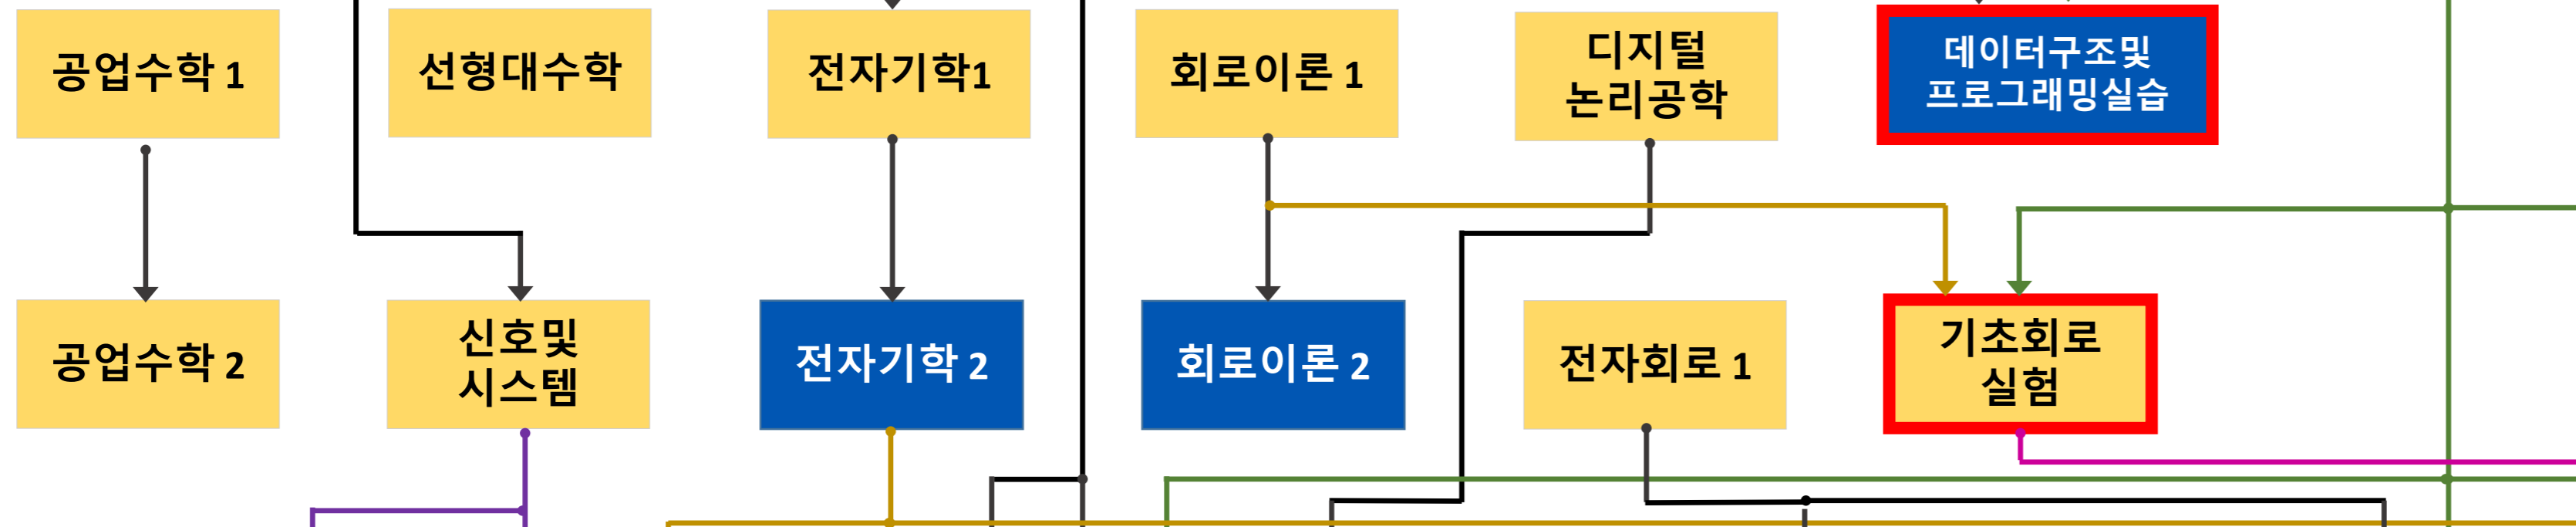 공업수학 1
선형대수학
전자기학1
회로이론 1
디지털
논리공학
데이터구조및
프로그래밍실습
공업수학 2
신호및
시스템
전자기학 2
회로이론 2
전자회로 1
기초회로
실험